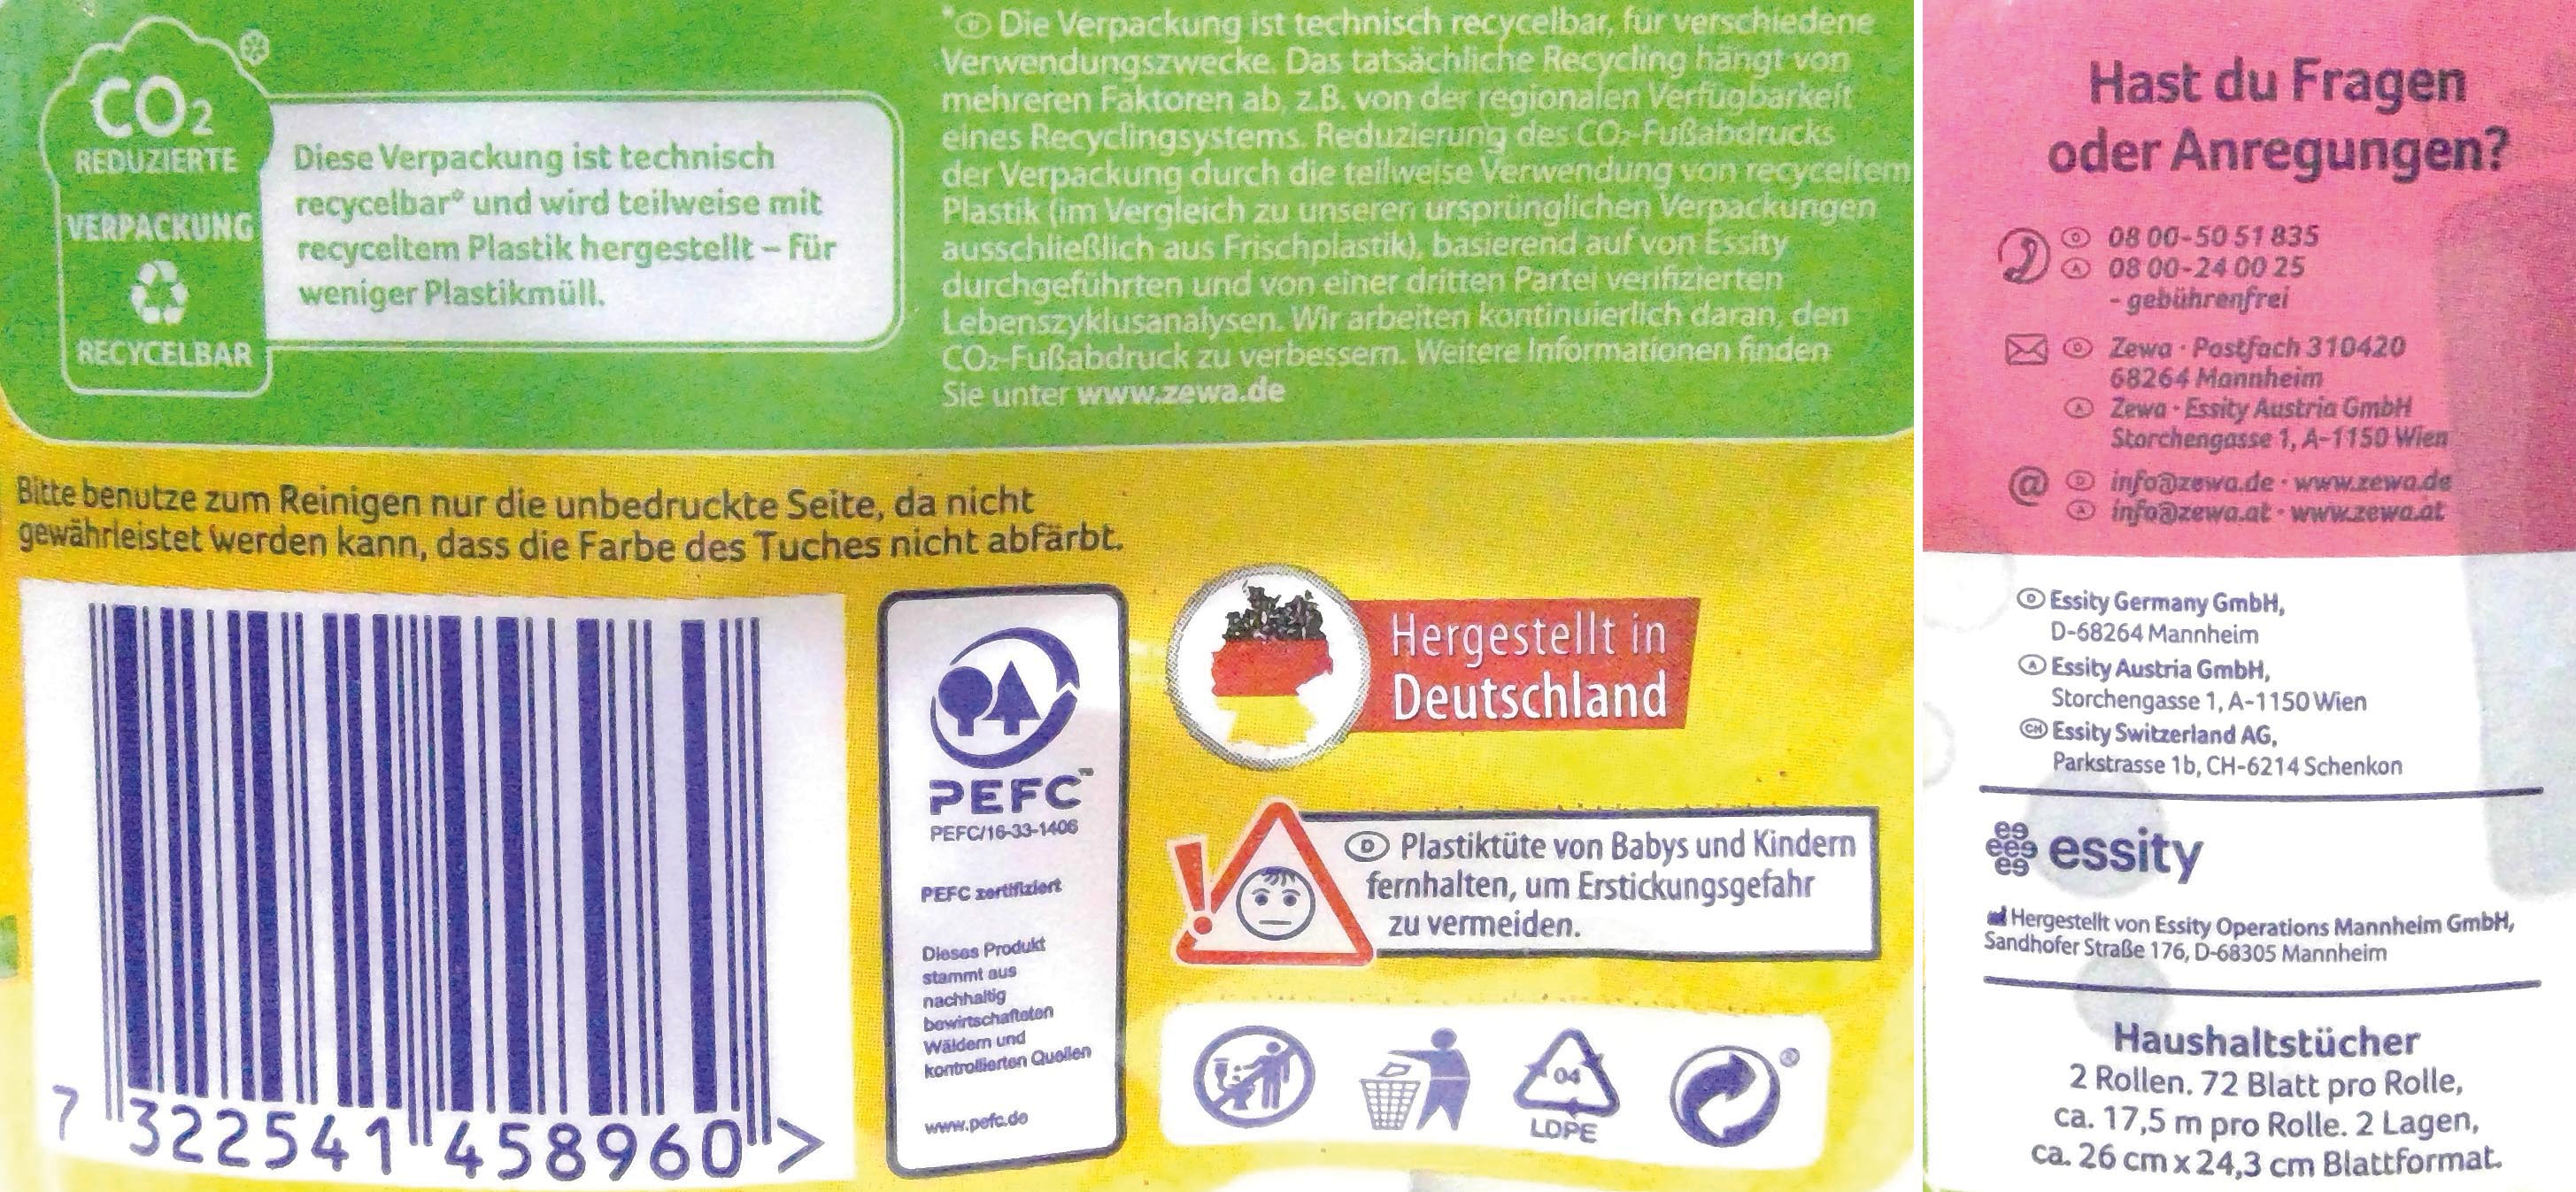 CO₂
REDUZIERTE
VERPACKUNG
RECYCELBAR
Diese Verpackung ist technisch
recycelbar* und wird teilweise mit
recyceltem Plastik hergestellt – für
weniger Plastikmüll.
*Ⓓ Die Verpackung ist technisch recycelbar, für verschiedene
Verwendungszwecke. Das tatsächliche Recycling hängt von
mehreren Faktoren ab, z.B. von der regionalen Verfügbarkeit
eines Recyclingsystems. Reduzierung des CO₂-Fußabdrucks
der Verpackung durch die teilweise Verwendung von recyceltem
Plastik (im Vergleich zu unseren ursprünglichen Verpackungen
ausschließlich aus Frischplastik), basierend auf von Essity
durchgeführten und von einer dritten Partei verifizierten
Lebenszyklusanalysen. Wir arbeiten kontinuierlich daran, den
CO₂-Fußabdruck zu verbessern. Weitere Informationen finden
Sie unter www.zewa.de
Bitte benutze zum Reinigen nur die unbedruckte Seite, da nicht
gewährleistet werden kann, dass die Farbe des Tuches nicht abfärbt.
7 322541 458960 >
PEFC™
PEFC/16-33-1406
PEFC zertifiziert
Dieses Produkt
stammt aus
nachhaltig
bewirtschafteten
Wäldern und
kontrollierten Quellen
www.pefc.de
Hergestellt in
Deutschland
! Ⓓ Plastiktüte von Babys und Kindern
fernhalten, um Erstickungsgefahr
zu vermeiden.
04
LDPE
®
Hast du Fragen
oder Anregungen?
Ⓓ 08 00-50 51 835
Ⓐ 08 00-24 00 25
- gebührenfrei
Ⓓ Zewa · Postfach 310420
68264 Mannheim
Ⓐ Zewa · Essity Austria GmbH
Storchengasse 1, A-1150 Wien
@ Ⓓ info@zewa.de · www.zewa.de
Ⓐ info@zewa.at · www.zewa.at
Ⓓ Essity Germany GmbH,
D-68264 Mannheim
Ⓐ Essity Austria GmbH,
Storchengasse 1, A-1150 Wien
CH Essity Switzerland AG,
Parkstrasse 1b, CH-6214 Schenkon
essity
Hergestellt von Essity Operations Mannheim GmbH,
Sandhofer Straße 176, D-68305 Mannheim
Haushaltstücher
2 Rollen. 72 Blatt pro Rolle,
ca. 17,5 m pro Rolle. 2 Lagen,
ca. 26 cm x 24,3 cm Blattformat.